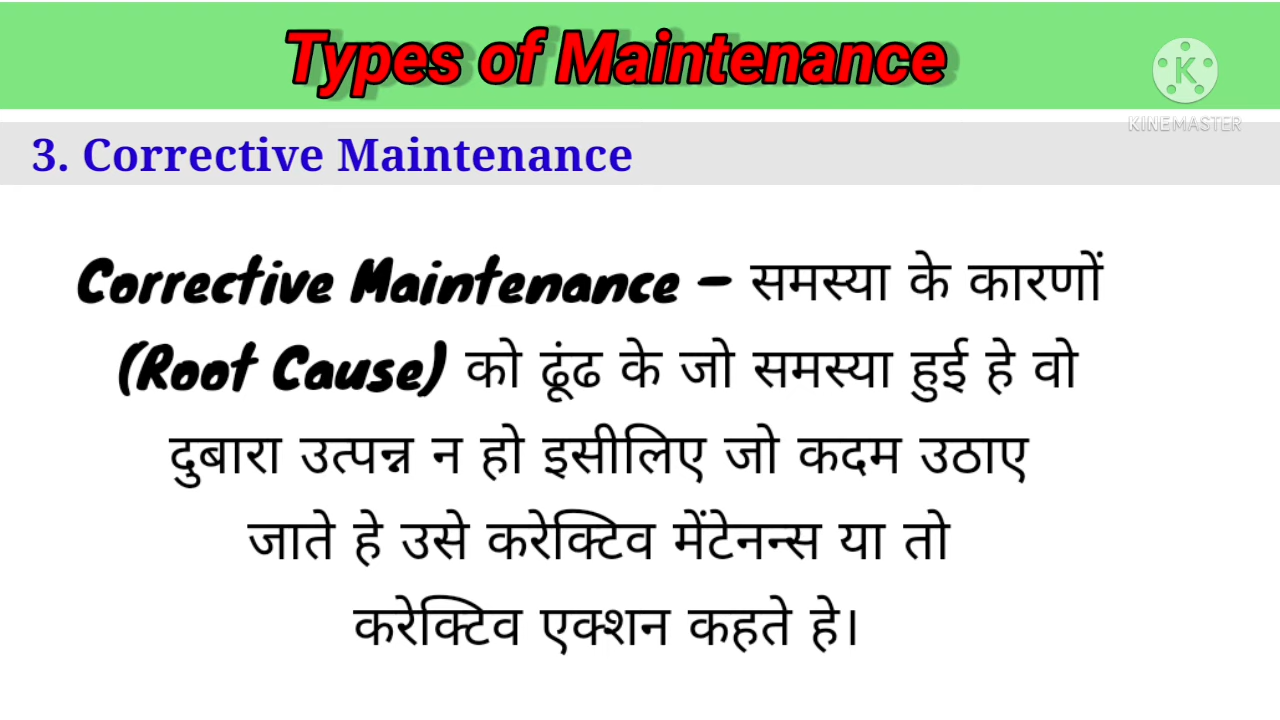 Types of Maintenance
KINEMASTER
3. Corrective Maintenance
Corrective Maintenance – समस्या के कारणों
(Root Cause) को ढूंढ के जो समस्या हुई हे वो
दुबारा उत्पन्न न हो इसीलिए जो कदम उठाए
जाते हे उसे करेक्टिव मेंटेनन्स या तो
करेक्टिव एक्शन कहते हे।